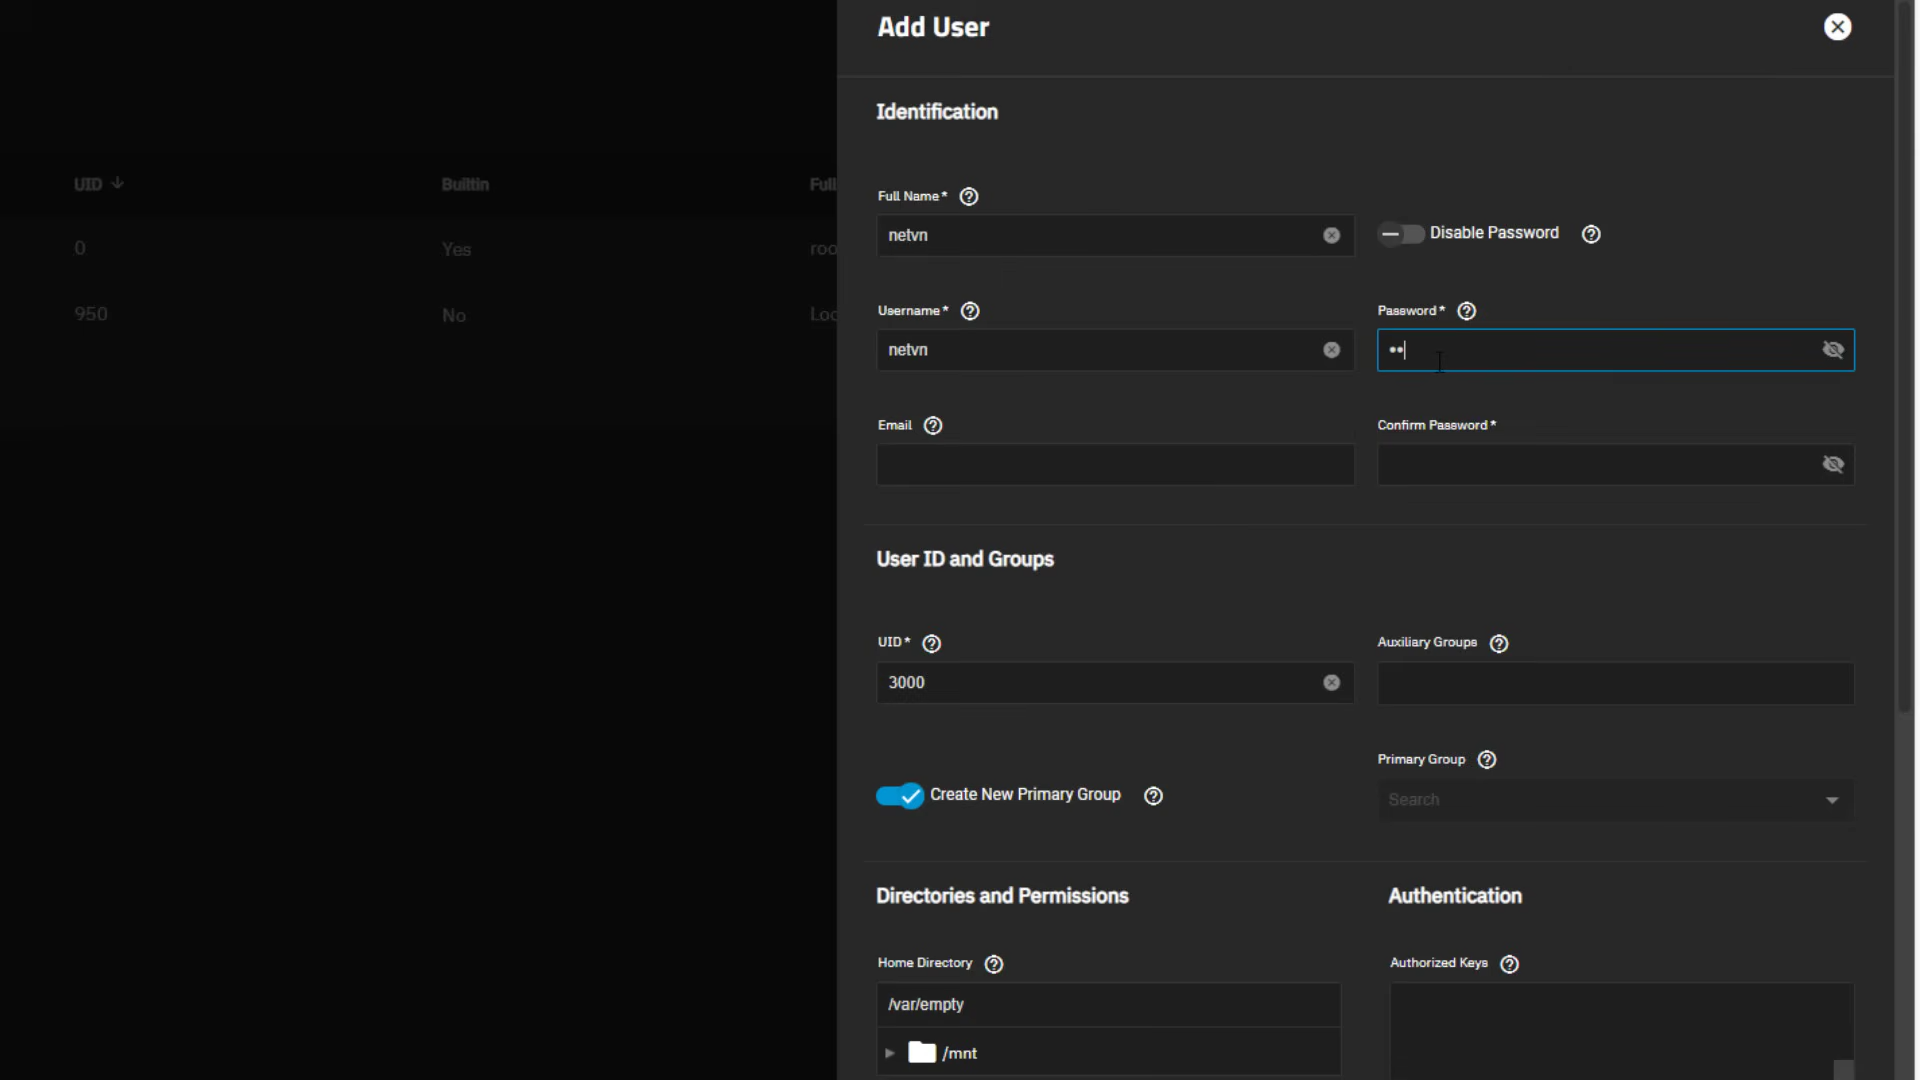 Add User
Identification
UID
Builtin
Full
0
Yes
roo
950
No
Loc
Full Name *
netvn
Disable Password
Username *
netvn
Password *
••
Email
Confirm Password *
User ID and Groups
UID *
3000
Auxiliary Groups
Create New Primary Group
Primary Group
Search
Directories and Permissions
Authentication
Home Directory
/var/empty
/mnt
Authorized Keys